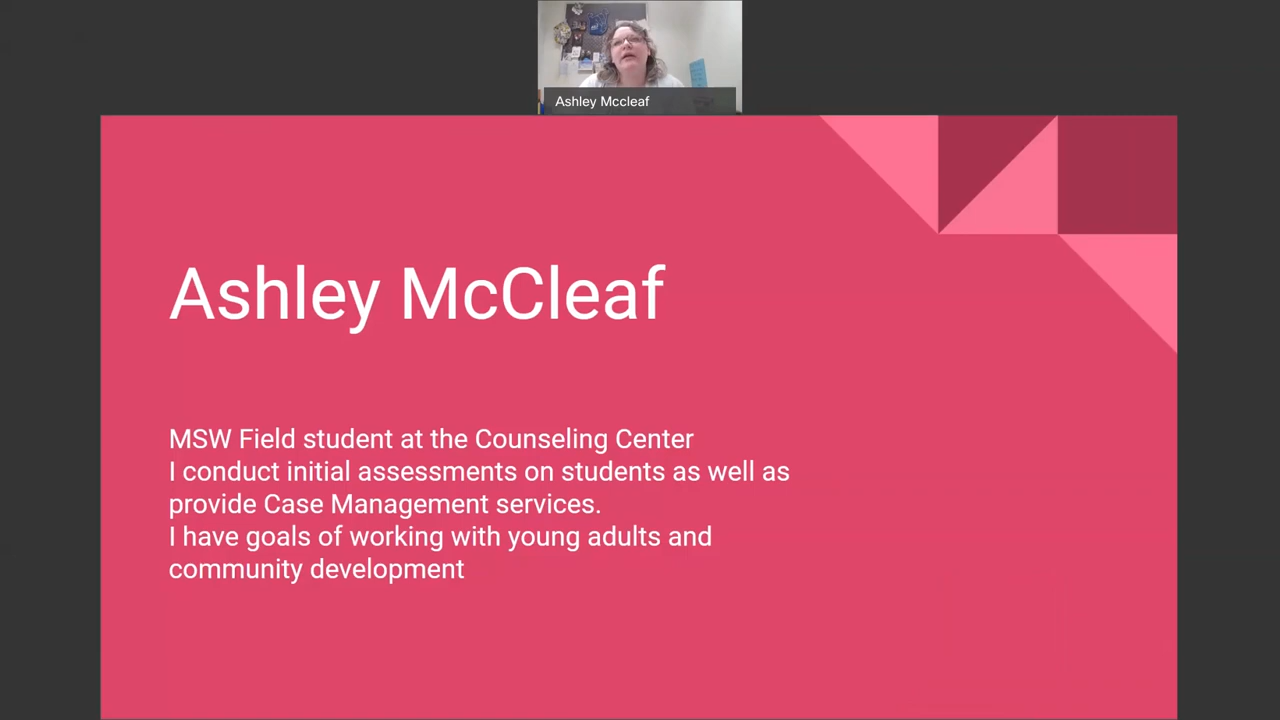 Ashley Mccleaf
Ashley McCleaf
MSW Field student at the Counseling Center
I conduct initial assessments on students as well as
provide Case Management services.
I have goals of working with young adults and
community development